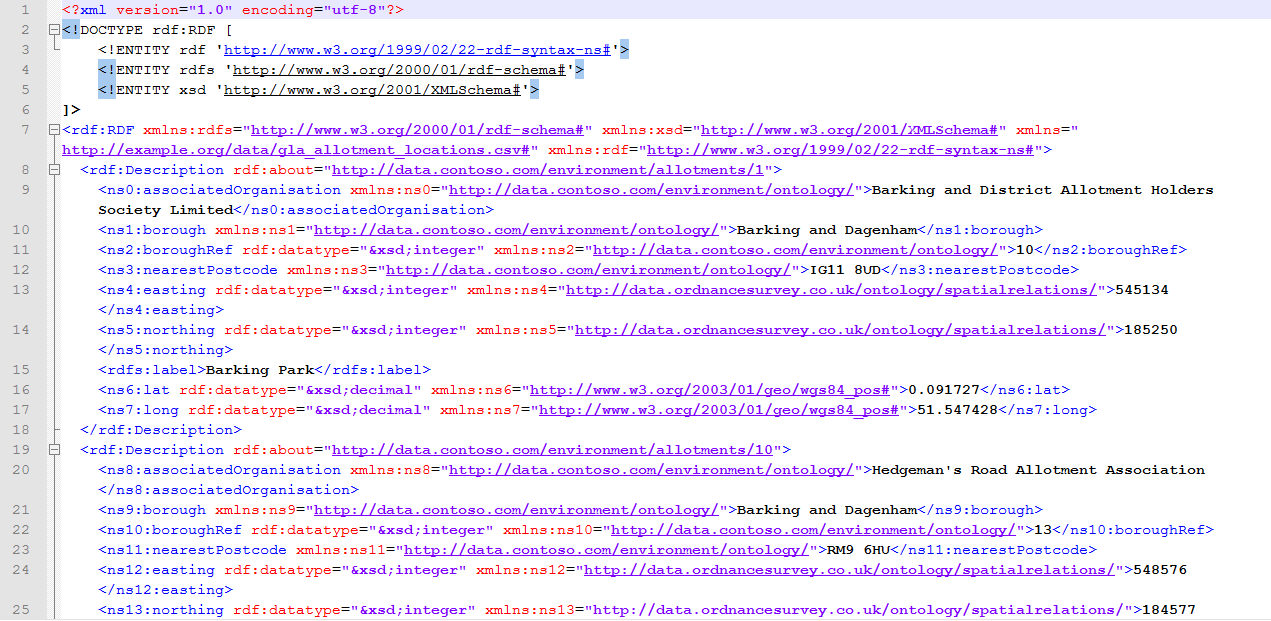 1 <?xml version="1.0" encoding="utf-8"?>
2 <!DOCTYPE rdf:RDF [
3 <!ENTITY rdf 'http://www.w3.org/1999/02/22-rdf-syntax-ns#'>
4 <!ENTITY rdfs 'http://www.w3.org/2000/01/rdf-schema#'>
5 <!ENTITY xsd 'http://www.w3.org/2001/XMLSchema#'>
6 ]>
7 <rdf:RDF xmlns:rdfs="http://www.w3.org/2000/01/rdf-schema#" xmlns:xsd="http://www.w3.org/2001/XMLSchema#" xmlns="
http://example.org/data/gla_allotment_locations.csv#" xmlns:rdf="http://www.w3.org/1999/02/22-rdf-syntax-ns#">
8 <rdf:Description rdf:about="http://data.contoso.com/environment/allotments/1">
9 <ns0:associatedOrganisation xmlns:ns0="http://data.contoso.com/environment/ontology/">Barking and District Allotment Holders
Society Limited</ns0:associatedOrganisation>
10 <ns1:borough xmlns:ns1="http://data.contoso.com/environment/ontology/">Barking and Dagenham</ns1:borough>
11 <ns2:boroughRef rdf:datatype="&xsd;integer" xmlns:ns2="http://data.contoso.com/environment/ontology/">10</ns2:boroughRef>
12 <ns3:nearestPostcode xmlns:ns3="http://data.contoso.com/environment/ontology/">IG11 8UD</ns3:nearestPostcode>
13 <ns4:easting rdf:datatype="&xsd;integer" xmlns:ns4="http://data.ordnancesurvey.co.uk/ontology/spatialrelations/">545134
</ns4:easting>
14 <ns5:northing rdf:datatype="&xsd;integer" xmlns:ns5="http://data.ordnancesurvey.co.uk/ontology/spatialrelations/">185250
</ns5:northing>
15 <rdfs:label>Barking Park</rdfs:label>
16 <ns6:lat rdf:datatype="&xsd;decimal" xmlns:ns6="http://www.w3.org/2003/01/geo/wgs84_pos#">0.091727</ns6:lat>
17 <ns7:long rdf:datatype="&xsd;decimal" xmlns:ns7="http://www.w3.org/2003/01/geo/wgs84_pos#">51.547428</ns7:long>
18 </rdf:Description>
19 <rdf:Description rdf:about="http://data.contoso.com/environment/allotments/10">
20 <ns8:associatedOrganisation xmlns:ns8="http://data.contoso.com/environment/ontology/">Hedgeman's Road Allotment Association
</ns8:associatedOrganisation>
21 <ns9:borough xmlns:ns9="http://data.contoso.com/environment/ontology/">Barking and Dagenham</ns9:borough>
22 <ns10:boroughRef rdf:datatype="&xsd;integer" xmlns:ns10="http://data.contoso.com/environment/ontology/">13</ns10:boroughRef>
23 <ns11:nearestPostcode xmlns:ns11="http://data.contoso.com/environment/ontology/">RM9 6HU</ns11:nearestPostcode>
24 <ns12:easting rdf:datatype="&xsd;integer" xmlns:ns12="http://data.ordnancesurvey.co.uk/ontology/spatialrelations/">548576
</ns12:easting>
25 <ns13:northing rdf:datatype="&xsd;integer" xmlns:ns13="http://data.ordnancesurvey.co.uk/ontology/spatialrelations/">184577